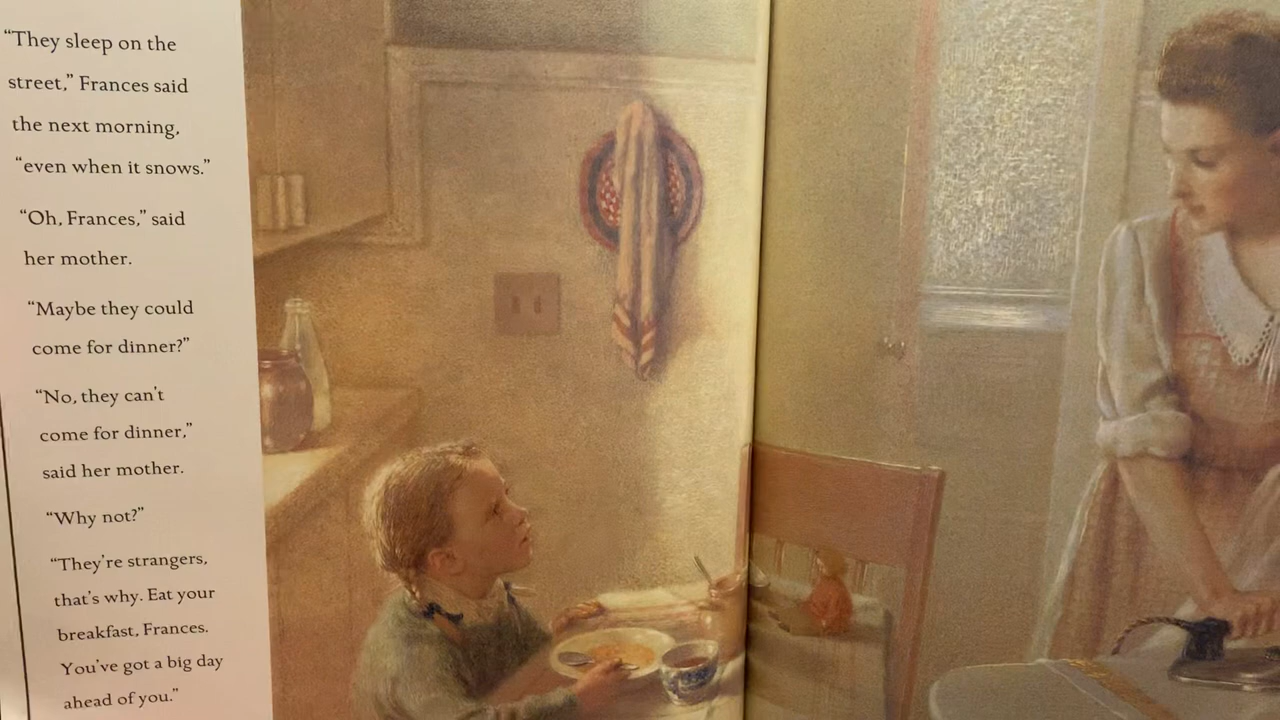 “They sleep on the
street,” Frances said
the next morning,
“even when it snows.”
“Oh, Frances,” said
her mother.
“Maybe they could
come for dinner?”
“No, they can’t
come for dinner,”
said her mother.
“Why not?”
“They’re strangers,
that’s why. Eat your
breakfast, Frances.
You’ve got a big day
ahead of you.”